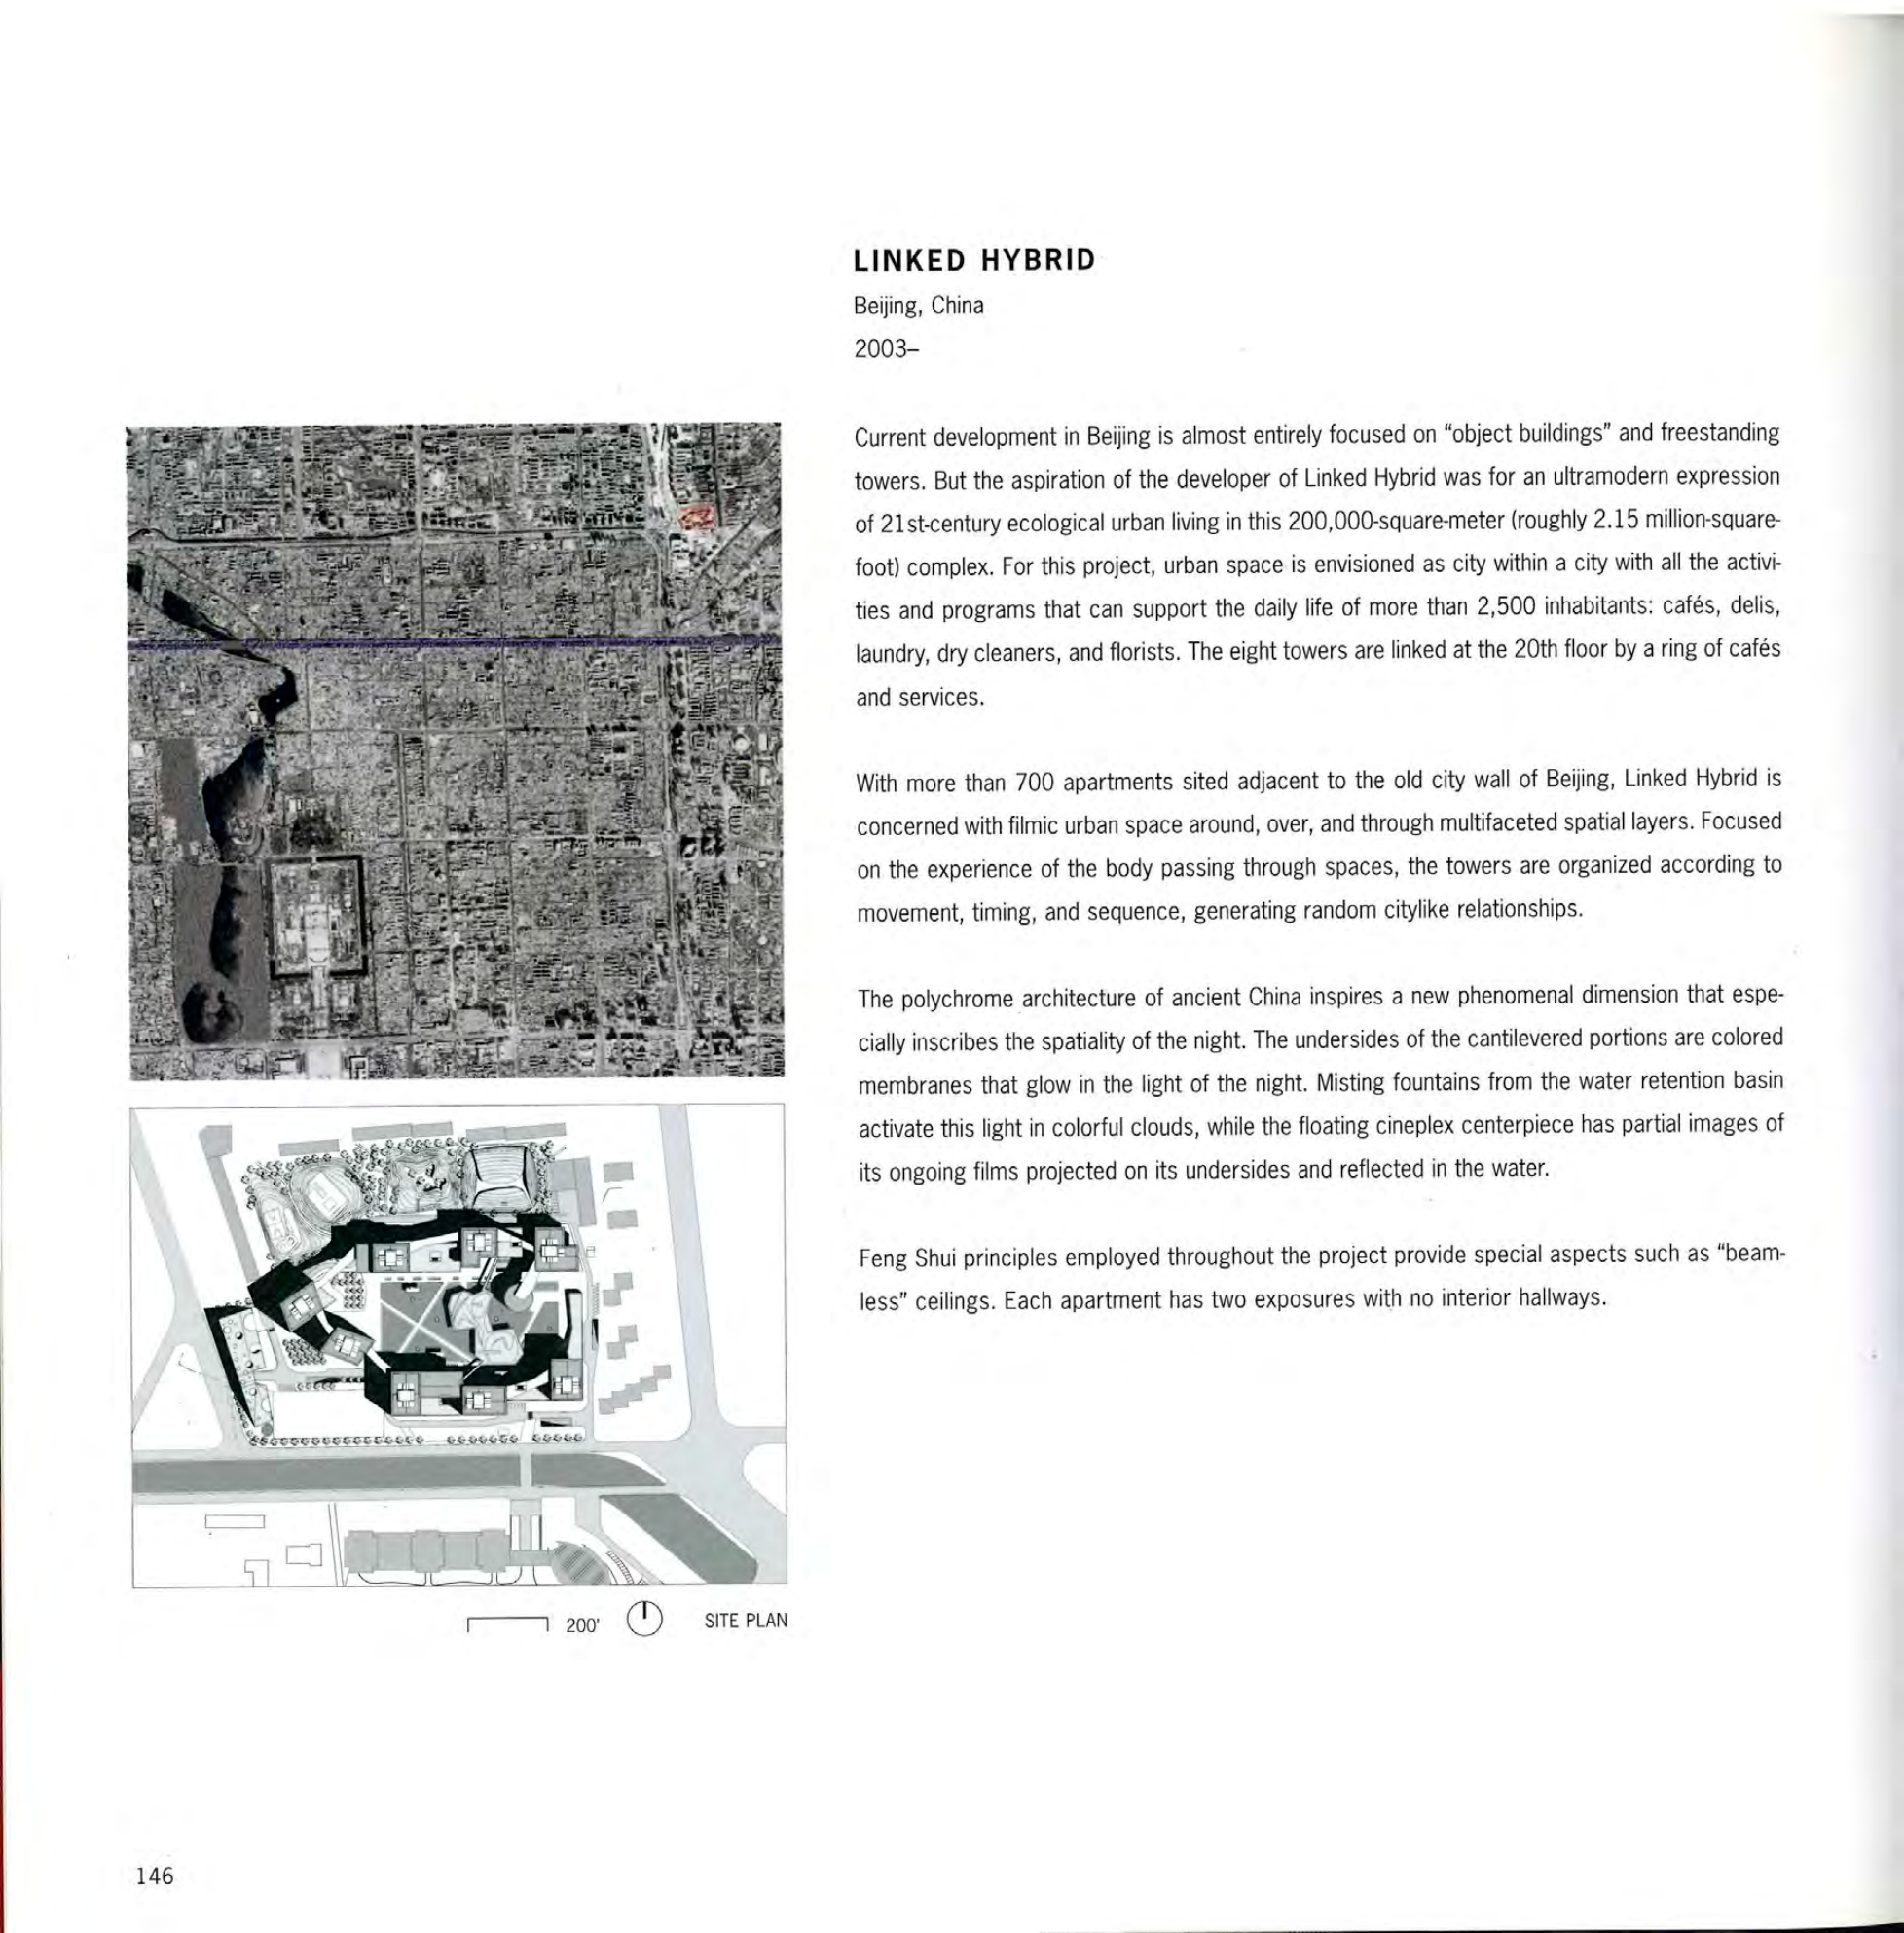 LINKED HYBRID
Beijing, China
2003–
Current development in Beijing is almost entirely focused on “object buildings” and freestanding
towers. But the aspiration of the developer of Linked Hybrid was for an ultramodern expression
of 21st-century ecological urban living in this 200,000-square-meter (roughly 2.15 million-square-
foot) complex. For this project, urban space is envisioned as city within a city with all the activi-
ties and programs that can support the daily life of more than 2,500 inhabitants: cafés, delis,
laundry, dry cleaners, and florists. The eight towers are linked at the 20th floor by a ring of cafés
and services.
With more than 700 apartments sited adjacent to the old city wall of Beijing, Linked Hybrid is
concerned with filmic urban space around, over, and through multifaceted spatial layers. Focused
on the experience of the body passing through spaces, the towers are organized according to
movement, timing, and sequence, generating random citylike relationships.
The polychrome architecture of ancient China inspires a new phenomenal dimension that espe-
cially inscribes the spatiality of the night. The undersides of the cantilevered portions are colored
membranes that glow in the light of the night. Misting fountains from the water retention basin
activate this light in colorful clouds, while the floating cineplex centerpiece has partial images of
its ongoing films projected on its undersides and reflected in the water.
Feng Shui principles employed throughout the project provide special aspects such as “beam-
less” ceilings. Each apartment has two exposures with no interior hallways.
200' SITE PLAN
146